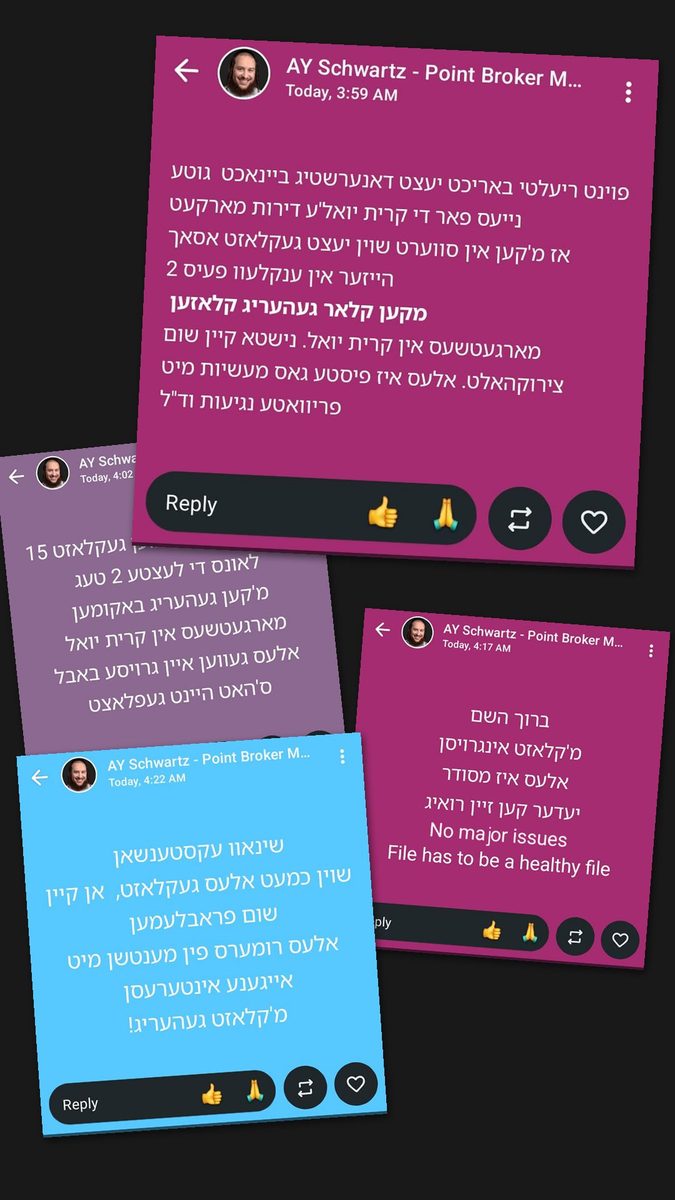 AY Schwartz - Point Broker M...
Today, 3:59 AM
פוינט ריעלטי באריכט יעצט דאנערשטיג ביינאכט גוטע
נייעס פאר די קרית יואל'ע דירות מארקעט
אז מ'קען אין סווערט שוין יעצט געקלאזט אסאך
הייזער אין ענקלעוו פעיס 2
מקען קלאר געהעריג קלאזען
מארגעטשעס אין קרית יואל. נישטא קיין שום
צירוקהאלט. אלעס איז פיסטע גאס מעשיות מיט
פריוואטע נגיעות וד"ל
Reply
AY Schwa
Today, 4:02
געקלאזט 15
לאונס די לעצטע 2 טעג
מ'קען געהעריג באקומען
מארגעטשעס אין קרית יואל
אלעס געווען איין גרויסע באבל
ס'האט היינט געפלאצט
AY Schwartz - Point Broker M...
Today, 4:17 AM
ברוך השם
מ'קלאזט אינגרויסן
אלעס איז מסודר
יעדער קען זיין רואיג
No major issues
File has to be a healthy file
ply
AY Schwartz - Point Broker M...
Today, 4:22 AM
שינאוו עקסטענשאן
שוין כמעט אלעס געקלאזט, אן קיין
שום פראבלעמען
אלעס רומערס פין מענטשן מיט
אייגענע אינטערעסן
מ'קלאזט געהעריג!
Reply